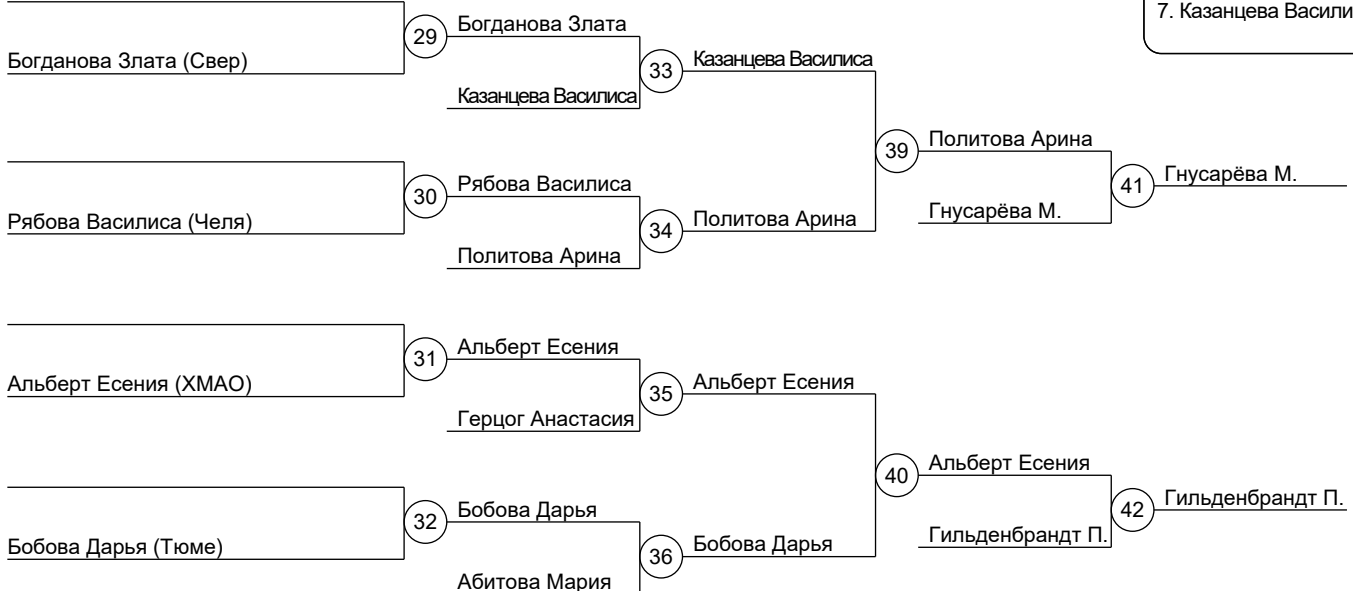 7. Казанцева Васили
29
Богданова Злата
Богданова Злата (Свер)
33
Казанцева Василиса
Казанцева Василиса
39
Политова Арина
30
Рябова Василиса
41
Гнусарёва М.
Рябова Василиса (Челя)
34
Политова Арина
Гнусарёва М.
Политова Арина
31
Альберт Есения
Альберт Есения (ХМАО)
35
Альберт Есения
Герцог Анастасия
40
Альберт Есения
32
Бобова Дарья
42
Гильденбрандт П.
Бобова Дарья (Тюме)
36
Бобова Дарья
Гильденбрандт П.
Абитова Мария